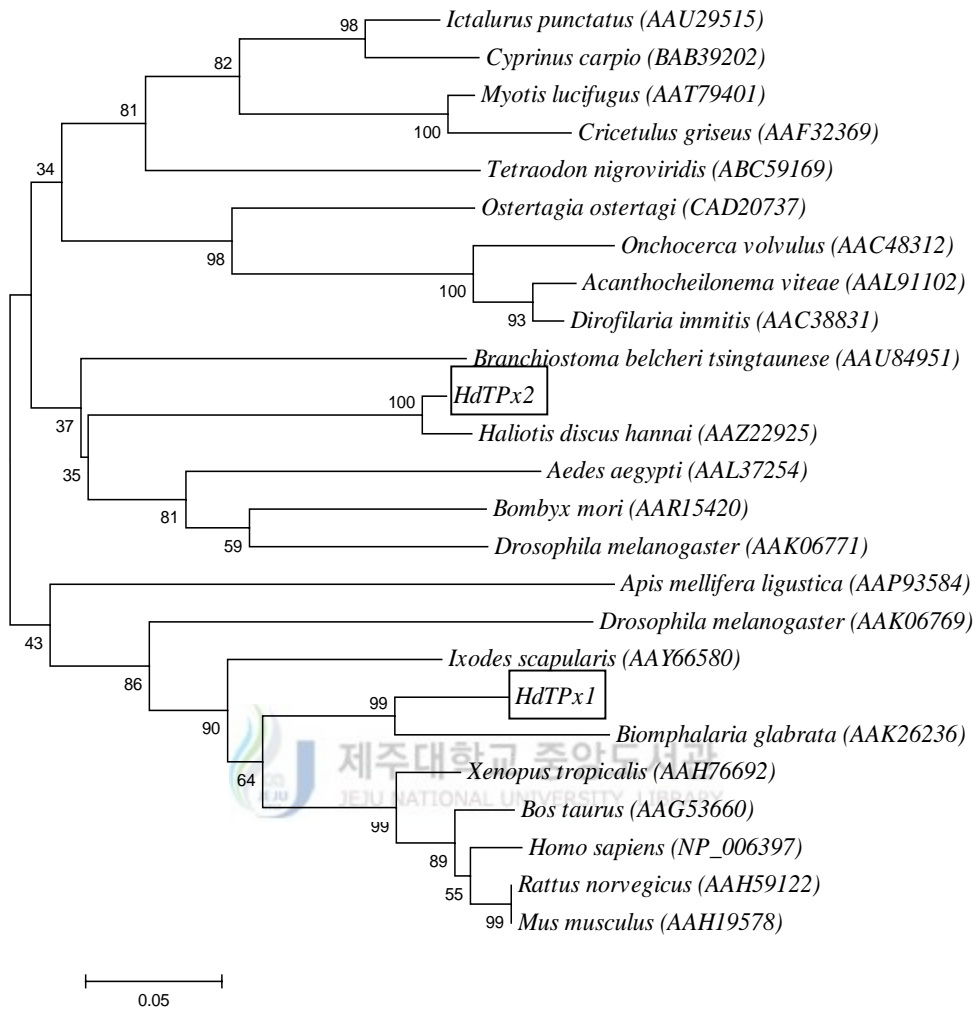 98
Ictalurus punctatus (AAU29515)
82
Cyprinus carpio (BAB39202)
Myotis lucifugus (AAT79401)
81
100
Cricetulus griseus (AAF32369)
34
Tetraodon nigroviridis (ABC59169)
Ostertagia ostertagi (CAD20737)
98
Onchocerca volvulus (AAC48312)
100
Acanthocheilonema viteae (AAL91102)
93
Dirofilaria immitis (AAC38831)
Branchiostoma belcheri tsingtaunese (AAU84951)
100
HdTPx2
37
Haliotis discus hannai (AAZ22925)
35
Aedes aegypti (AAL37254)
81
Bombyx mori (AAR15420)
59
Drosophila melanogaster (AAK06771)
Apis mellifera ligustica (AAP93584)
43
Drosophila melanogaster (AAK06769)
86
Ixodes scapularis (AAY66580)
99
HdTPx1
90
Biomphalaria glabrata (AAK26236)
제주대학교 중앙도서관
64
Xenopus tropicalis (AAH76692)
JEJU
JEJU NATIONAL UNIVERSITY LIBRARY
99
Bos taurus (AAG53660)
89
Homo sapiens (NP_006397)
55
Rattus norvegicus (AAH59122)
99
Mus musculus (AAH19578)
0.05